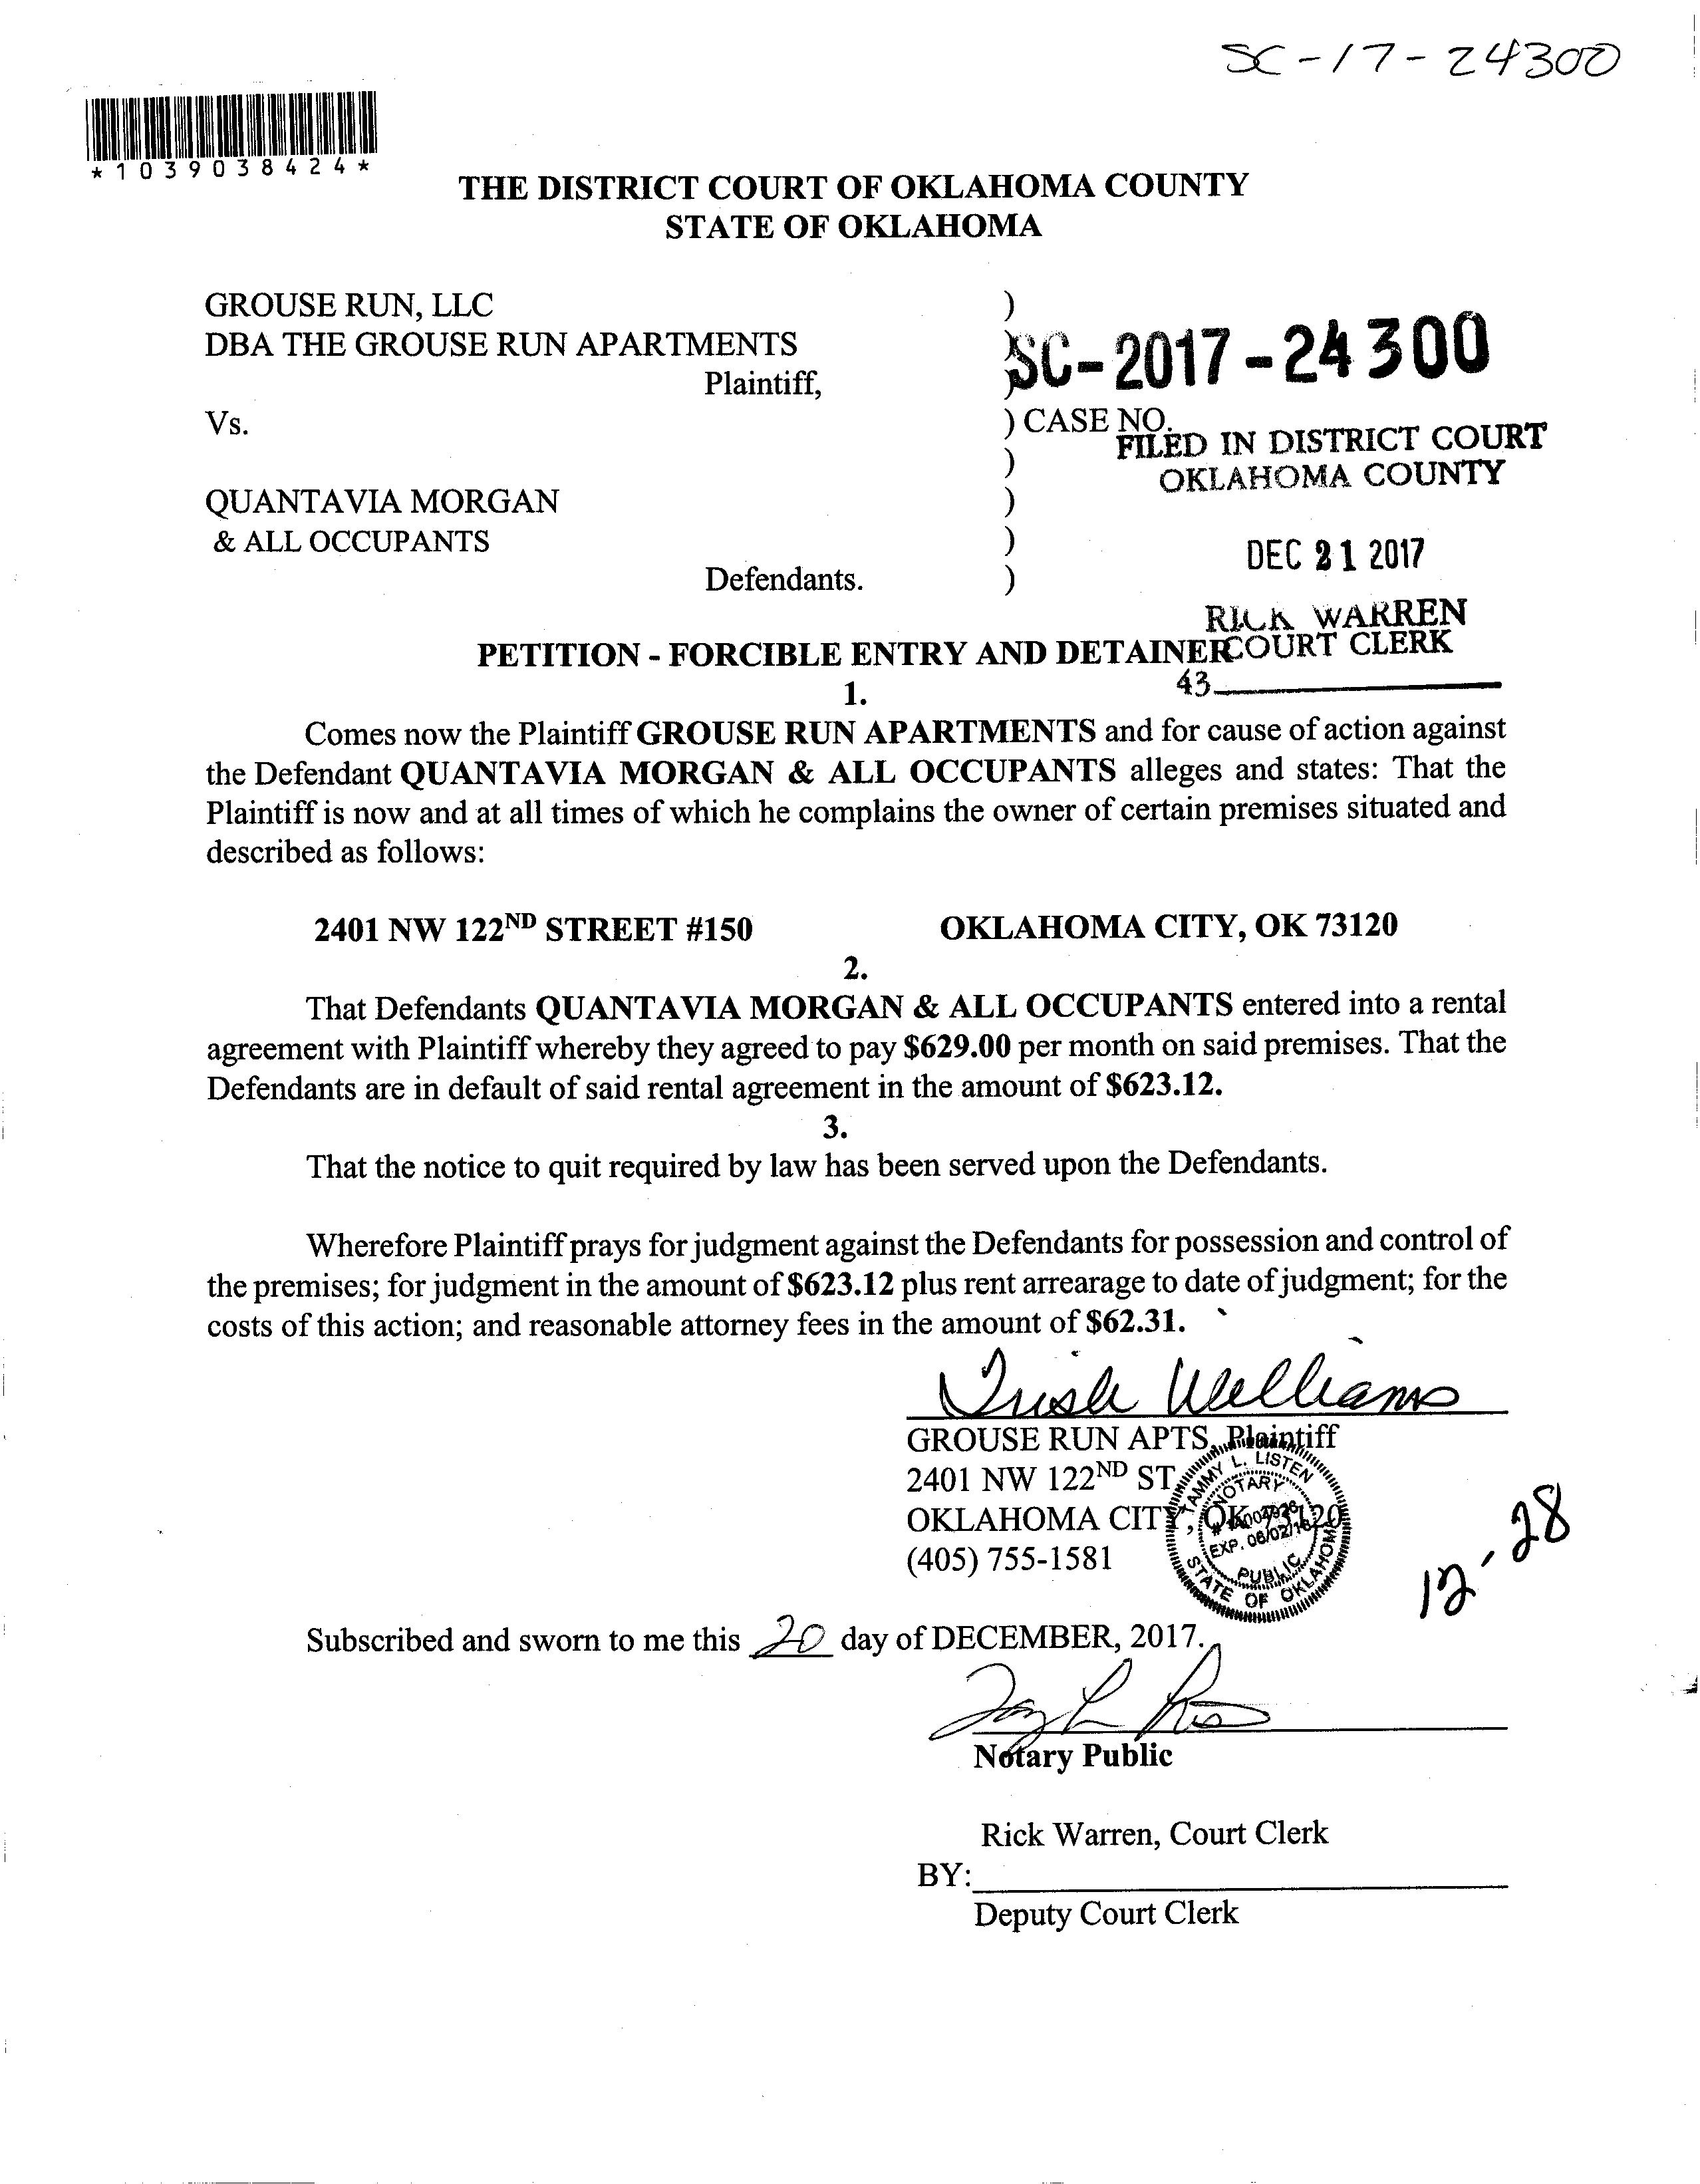 SC-17-24300
*1039038424*
THE DISTRICT COURT OF OKLAHOMA COUNTY
STATE OF OKLAHOMA
GROUSE RUN, LLC )
DBA THE GROUSE RUN APARTMENTS )
Plaintiff, ) SC-2017-24300
Vs. ) CASE NO.
) FILED IN DISTRICT COURT
OKLAHOMA COUNTY
QUANTAVIA MORGAN )
& ALL OCCUPANTS )
DEC 21 2017
Defendants. )
RICK WARREN
PETITION - FORCIBLE ENTRY AND DETAINER COURT CLERK
1. 43
Comes now the Plaintiff GROUSE RUN APARTMENTS and for cause of action against
the Defendant QUANTAVIA MORGAN & ALL OCCUPANTS alleges and states: That the
Plaintiff is now and at all times of which he complains the owner of certain premises situated and
described as follows:
2401 NW 122ND STREET #150 OKLAHOMA CITY, OK 73120
2.
That Defendants QUANTAVIA MORGAN & ALL OCCUPANTS entered into a rental
agreement with Plaintiff whereby they agreed to pay $629.00 per month on said premises. That the
Defendants are in default of said rental agreement in the amount of $623.12.
3.
That the notice to quit required by law has been served upon the Defendants.
Wherefore Plaintiff prays for judgment against the Defendants for possession and control of
the premises; for judgment in the amount of $623.12 plus rent arrearage to date of judgment; for the
costs of this action; and reasonable attorney fees in the amount of $62.31.
Trish Williams
GROUSE RUN APTS, Plaintiff
2401 NW 122ND ST
OKLAHOMA CITY, OK 73120
(405) 755-1581
TAMMY L. LISTEN
NOTARY
EXP. 06/02/18
PUBLIC
STATE OF OKLAHOMA
12-28
Subscribed and sworn to me this 20 day of DECEMBER, 2017.
Notary Public
Rick Warren, Court Clerk
BY:
Deputy Court Clerk